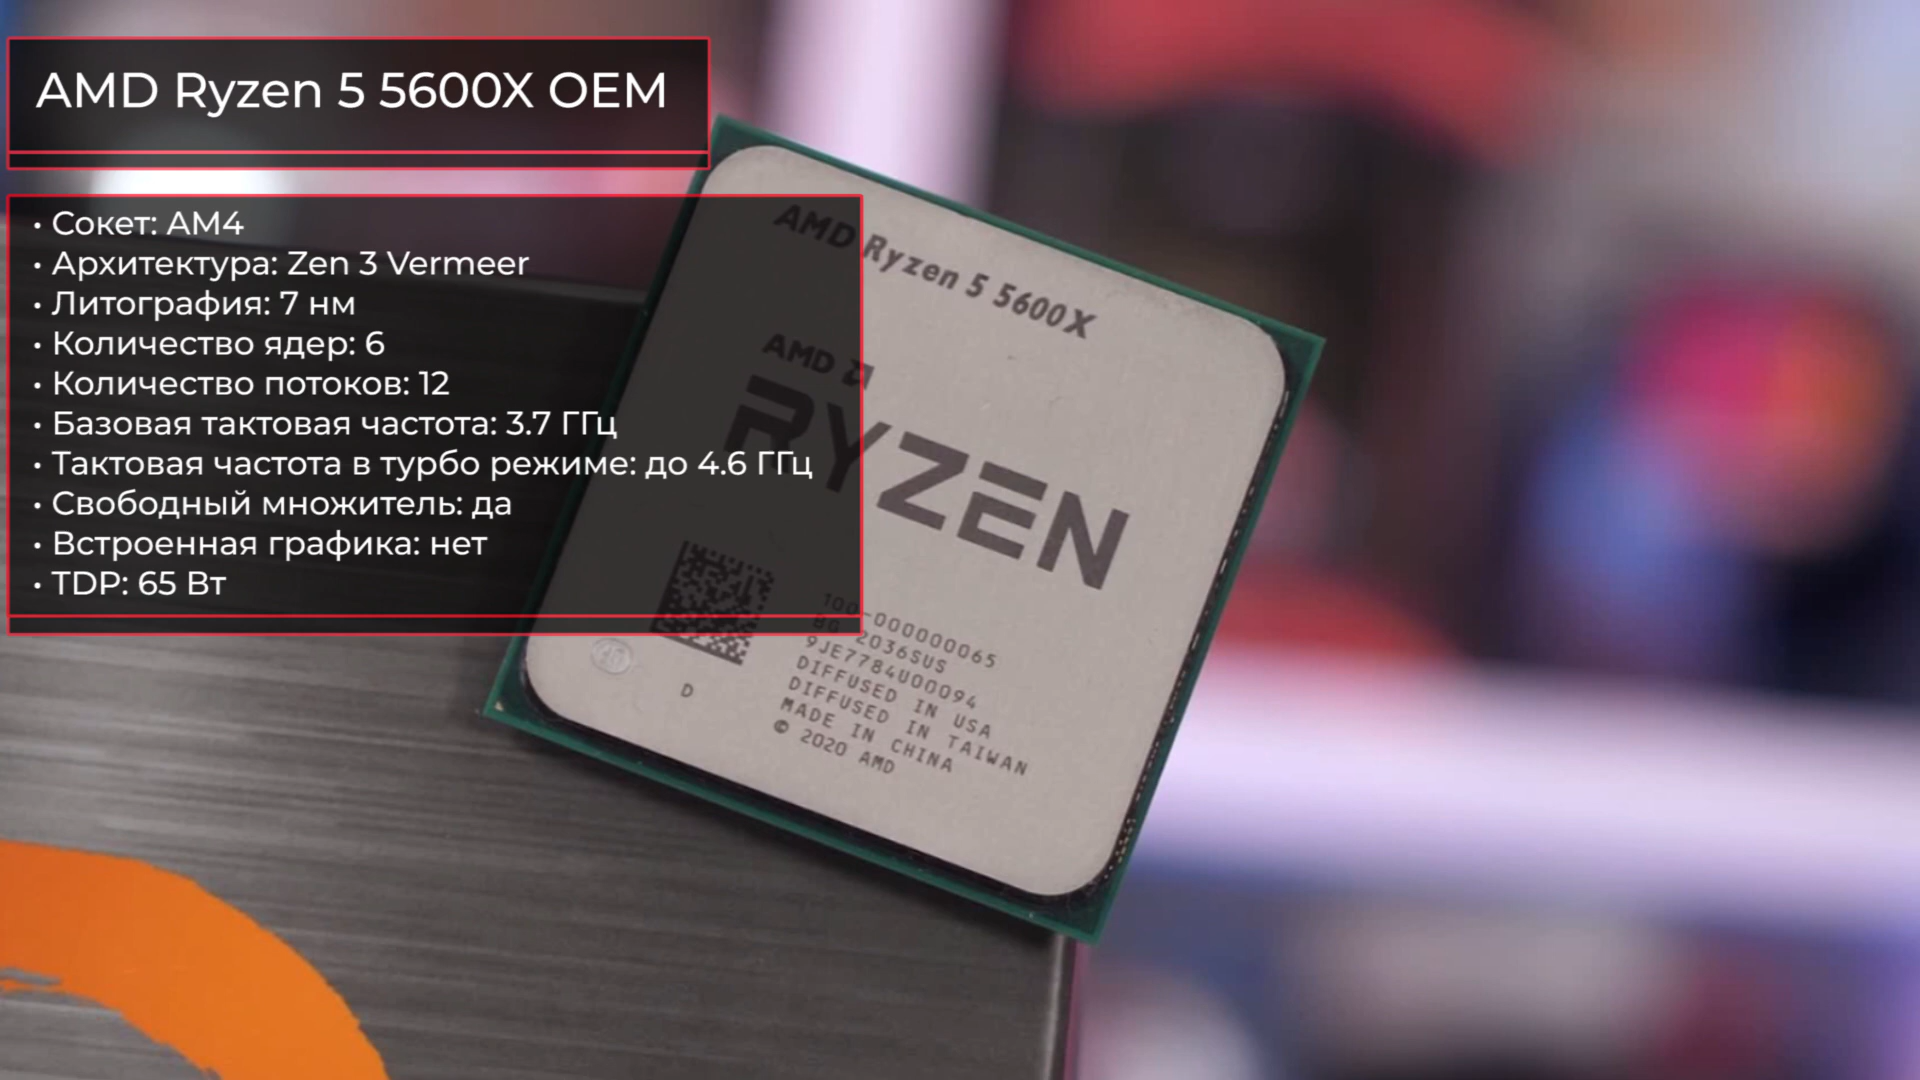 AMD Ryzen 5 5600X OEM
• Сокет: AM4
• Архитектура: Zen 3 Vermeer
• Литография: 7 нм
• Количество ядер: 6
• Количество потоков: 12
• Базовая тактовая частота: 3.7 ГГц
• Тактовая частота в турбо режиме: до 4.6 ГГц
• Свободный множитель: да
• Встроенная графика: нет
• TDP: 65 Вт
AMD Ryzen 5 5600X
AMD
RYZEN
100-000000065
BG 2036SUS
9JE7784U00094
DIFFUSED IN USA
DIFFUSED IN TAIWAN
MADE IN CHINA
© 2020 AMD
D